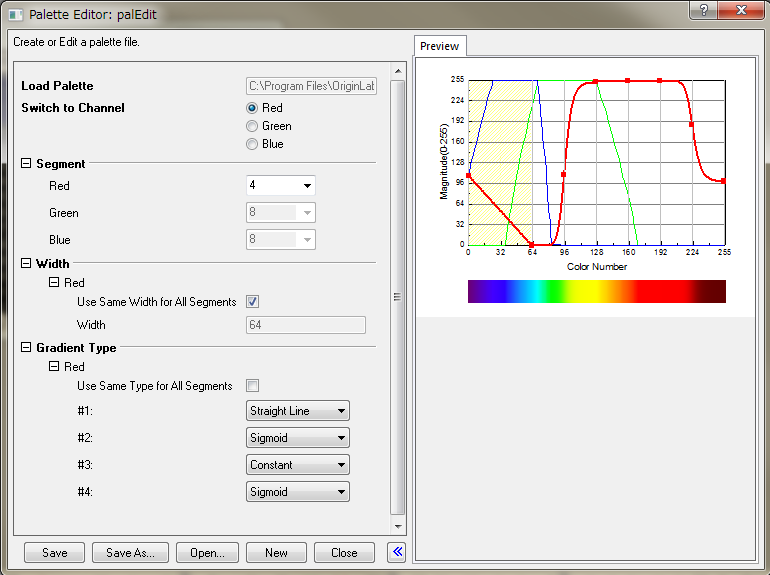 Palette Editor: palEdit
Create or Edit a palette file.
Load Palette C:\Program Files\OriginLab
Switch to Channel Red
Green
Blue
Segment
Red 4
Green 8
Blue 8
Width
Red
Use Same Width for All Segments
Width 64
Gradient Type
Red
Use Same Type for All Segments
#1: Straight Line
#2: Sigmoid
#3: Constant
#4: Sigmoid
Save Save As... Open... New Close
Preview
Magnitude(0-255)
255
224
192
160
128
96
64
32
0
0 32 64 96 128 160 192 224 255
Color Number